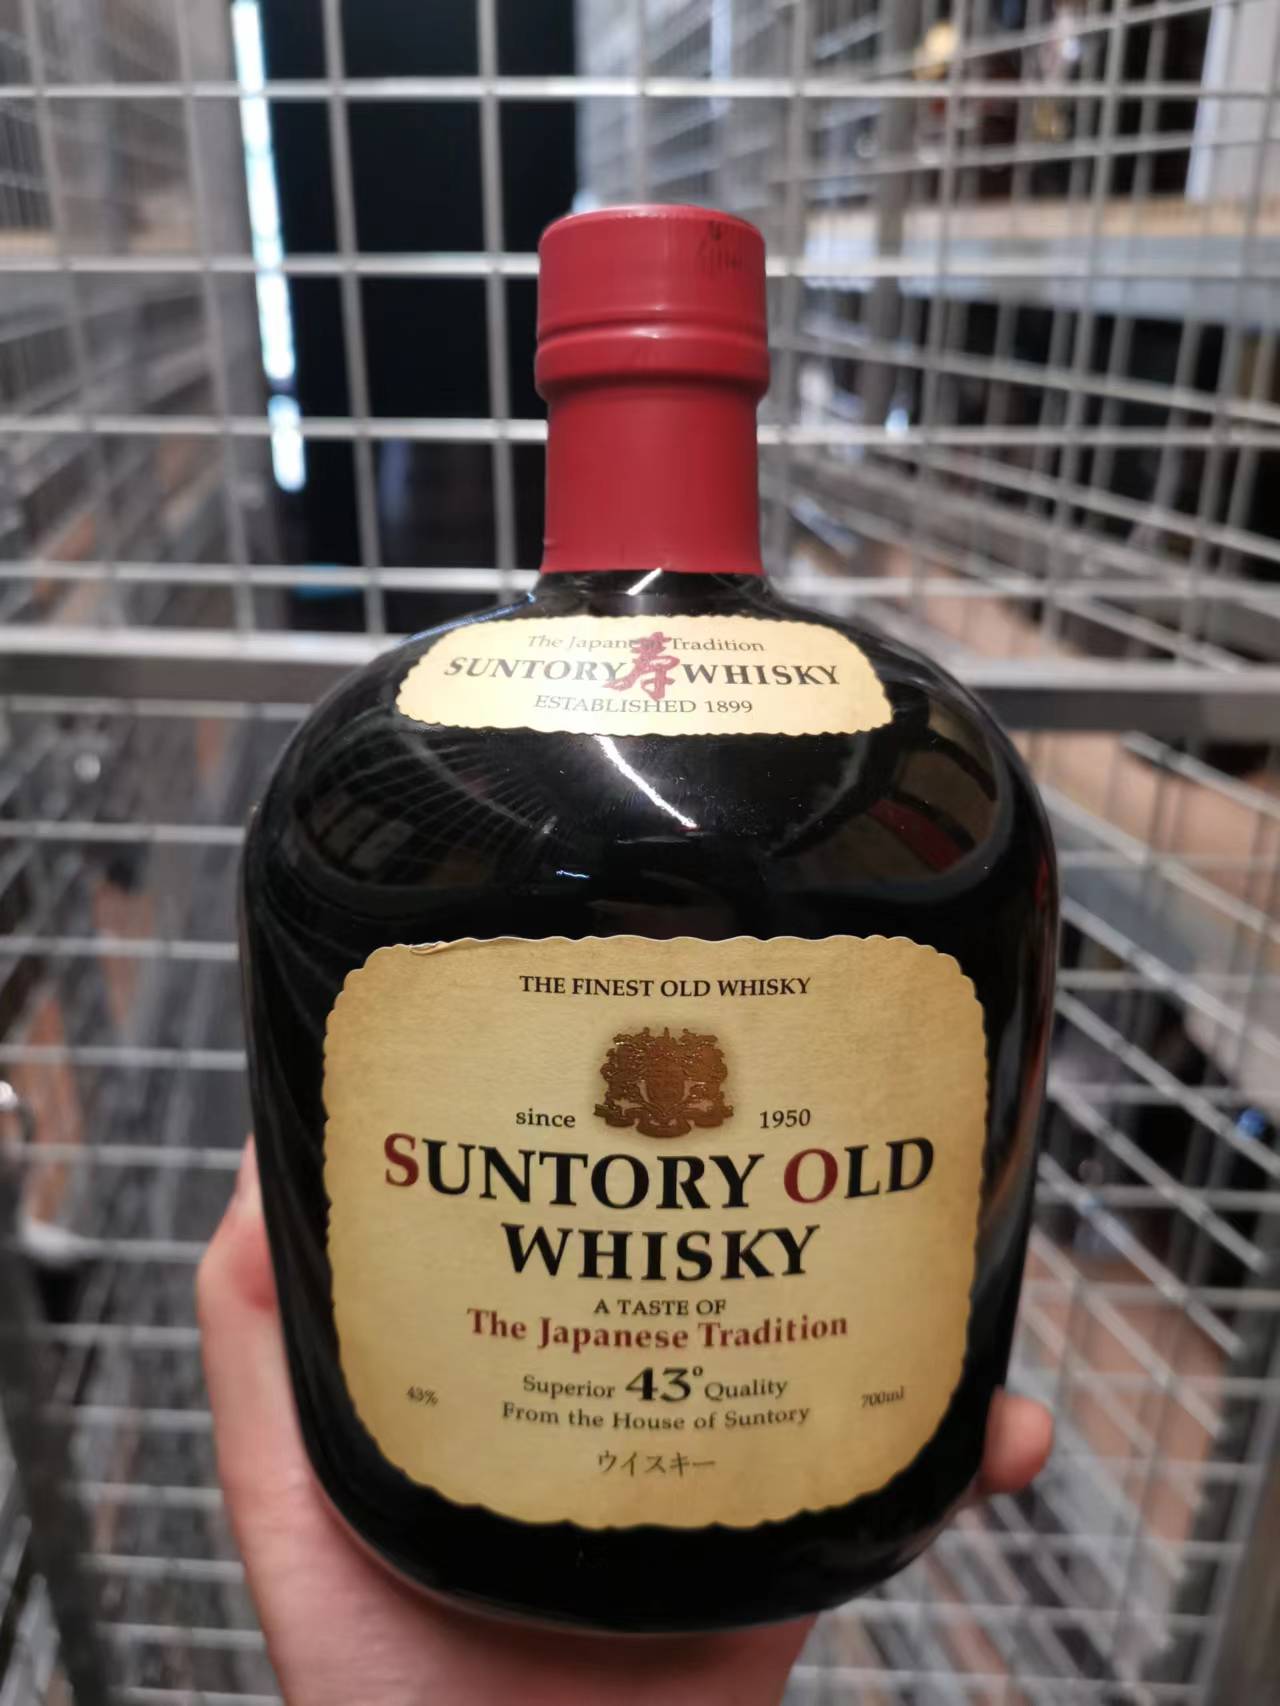 The Japanese Tradition
SUNTORY 寿 WHISKY
ESTABLISHED 1899
THE FINEST OLD WHISKY
since 1950
SUNTORY OLD
WHISKY
A TASTE OF
The Japanese Tradition
Superior 43° Quality
43% 700ml
From the House of Suntory
ウイスキー